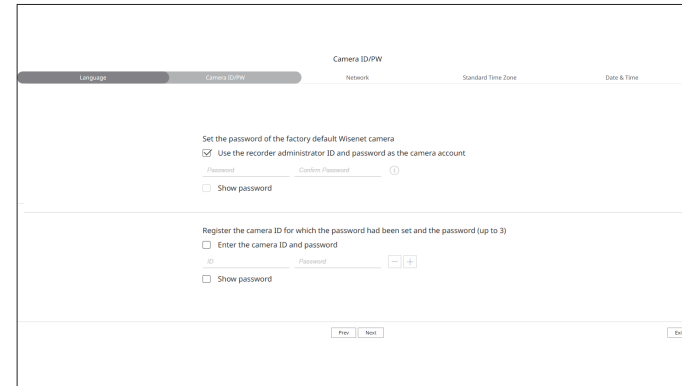 Camera ID/PW
Language Camera ID/PW Network Standard Time Zone Date & Time
Set the password of the factory default Wisenet camera
Use the recorder administrator ID and password as the camera account
Password Confirm Password
Show password
Register the camera ID for which the password had been set and the password (up to 3)
Enter the camera ID and password
ID Password
Show password
Prev Next